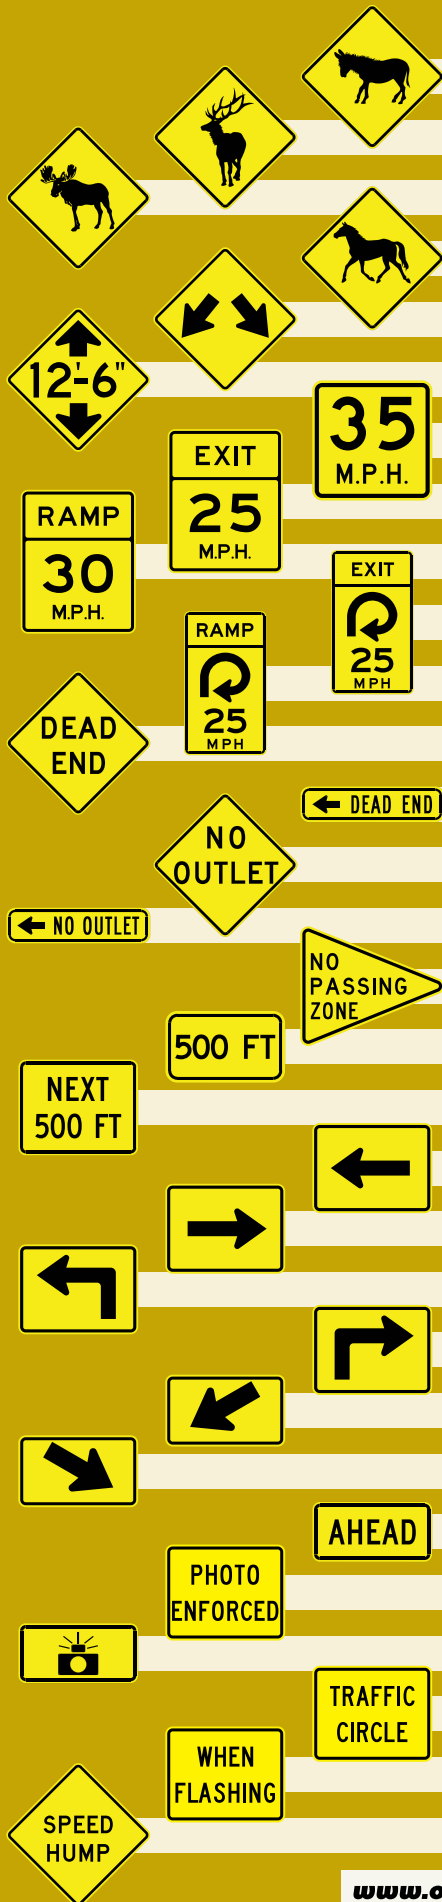 12'-6"
35
M.P.H.
EXIT
25
M.P.H.
RAMP
30
M.P.H.
EXIT
25
MPH
RAMP
25
MPH
DEAD
END
DEAD END
NO
OUTLET
NO OUTLET
NO
PASSING
ZONE
500 FT
NEXT
500 FT
AHEAD
PHOTO
ENFORCED
TRAFFIC
CIRCLE
WHEN
FLASHING
SPEED
HUMP